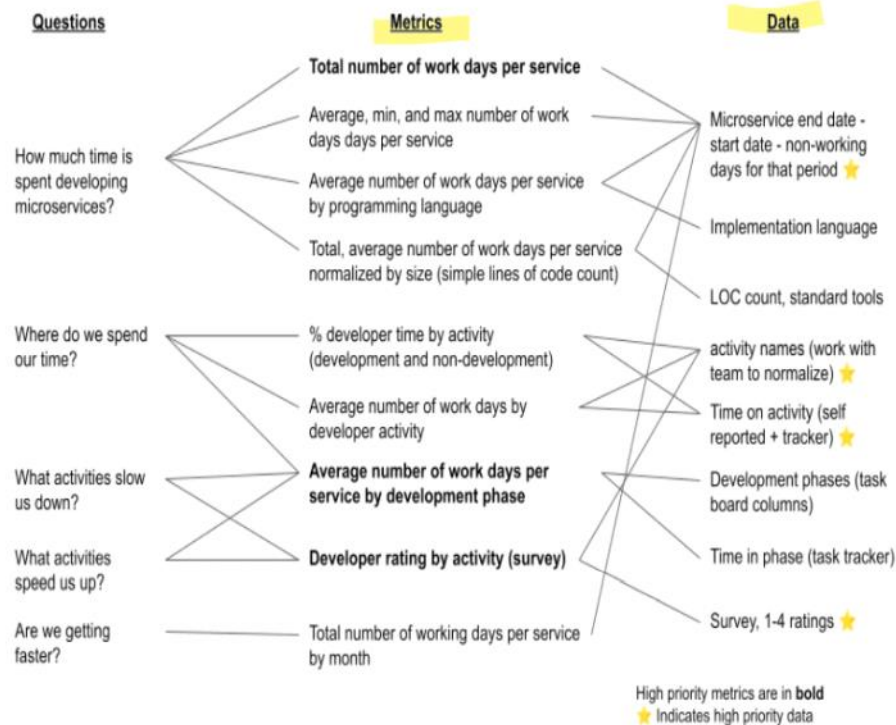 Questions
Metrics
Data
Total number of work days per service
Average, min, and max number of work
days days per service
Microservice end date -
start date - non-working
days for that period ⭐
How much time is
spent developing
microservices?
Average number of work days per service
by programming language
Implementation language
Total, average number of work days per service
normalized by size (simple lines of code count)
LOC count, standard tools
Where do we spend
our time?
% developer time by activity
(development and non-development)
activity names (work with
team to normalize) ⭐
Average number of work days by
developer activity
Time on activity (self
reported + tracker) ⭐
What activities slow
us down?
Average number of work days per
service by development phase
Development phases (task
board columns)
What activities
speed us up?
Developer rating by activity (survey)
Time in phase (task tracker)
Are we getting
faster?
Total number of working days per service
by month
Survey, 1-4 ratings ⭐
High priority metrics are in bold
⭐ Indicates high priority data